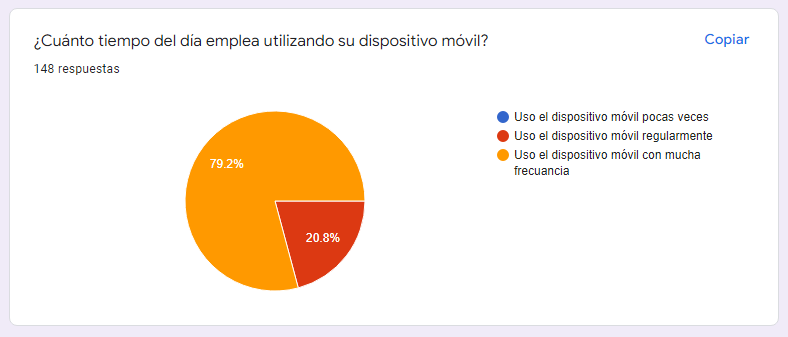 ¿Cuánto tiempo del día emplea utilizando su dispositivo móvil?
Copiar
148 respuestas
Uso el dispositivo móvil pocas veces
Uso el dispositivo móvil regularmente
Uso el dispositivo móvil con mucha
frecuancia
79.2%
20.8%